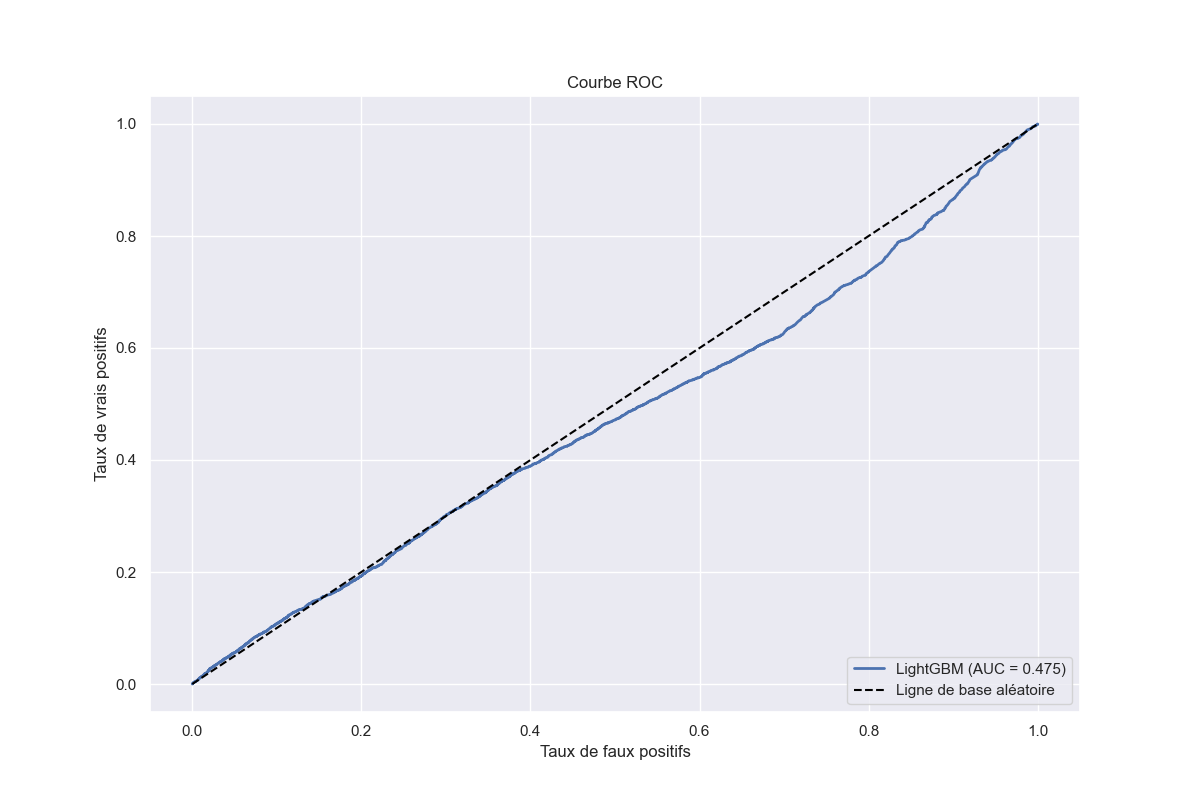 Courbe ROC
1.0
0.8
0.6
0.4
0.2
0.0
Taux de vrais positifs
0.0 0.2 0.4 0.6 0.8 1.0
Taux de faux positifs
LightGBM (AUC = 0.475)
Ligne de base aléatoire